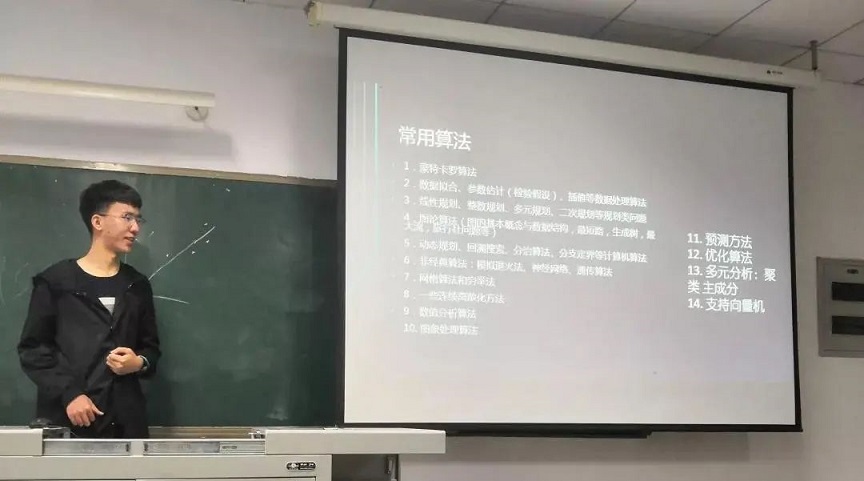 常用算法
1．蒙特卡罗算法
2．数据拟合、参数估计（检验假设）、插值等数据处理算法
3．线性规划、整数规划、多元规划、二次规划等规划类问题
4．图论算法（图的基本概念与数据结构，最短路，生成树，最
大流，旅行社问题等）
5．动态规划、回溯搜索、分治算法、分支定界等计算机算法
6．非经典算法：模拟退火法、神经网络、遗传算法
7．网格算法和穷举法
8．一些连续离散化方法
9．数值分析算法
10. 图象处理算法
11. 预测方法
12. 优化算法
13. 多元分析：聚
类 主成分
14. 支持向量机